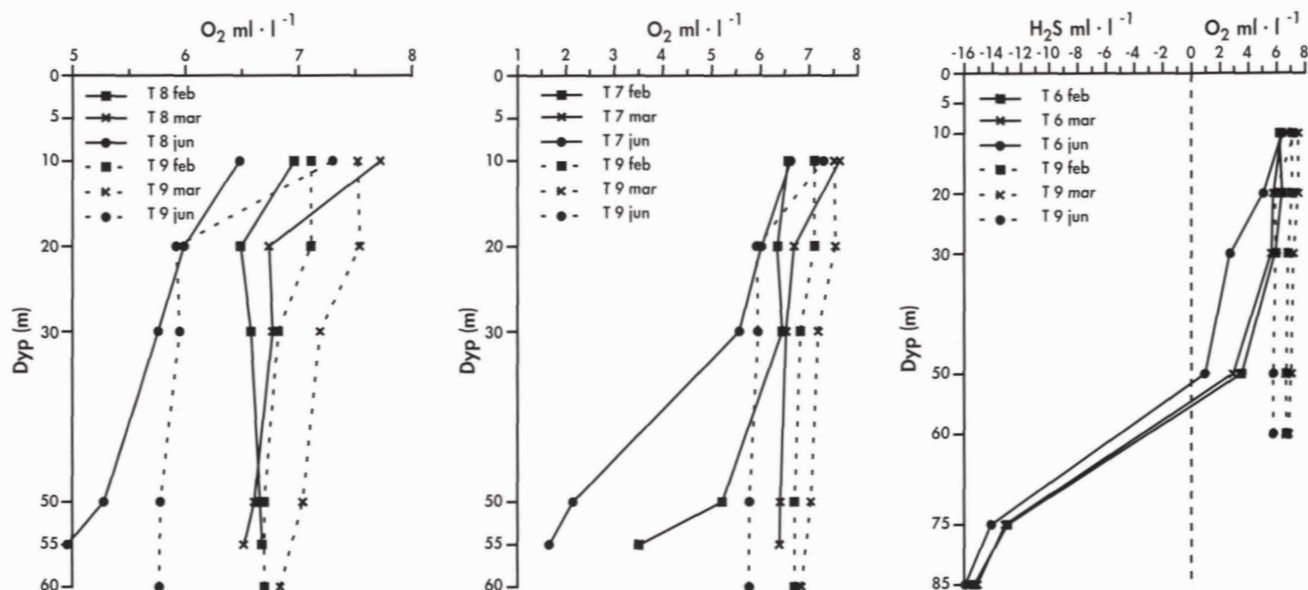 O₂ ml · l⁻¹
5 6 7 8
0
5
10
20
30
50
55
60
Dyp (m)
T 8 feb
T 8 mar
T 8 jun
T 9 feb
T 9 mar
T 9 jun
O₂ ml · l⁻¹
1 2 3 4 5 6 7 8
0
5
10
20
30
50
55
60
Dyp (m)
T 7 feb
T 7 mar
T 7 jun
T 9 feb
T 9 mar
T 9 jun
H₂S ml · l⁻¹ O₂ ml · l⁻¹
-16 -14 -12 -10 -8 -6 -4 -2 0 2 4 6 8
0
5
10
20
30
50
60
75
85
Dyp (m)
T 6 feb
T 6 mar
T 6 jun
T 9 feb
T 9 mar
T 9 jun